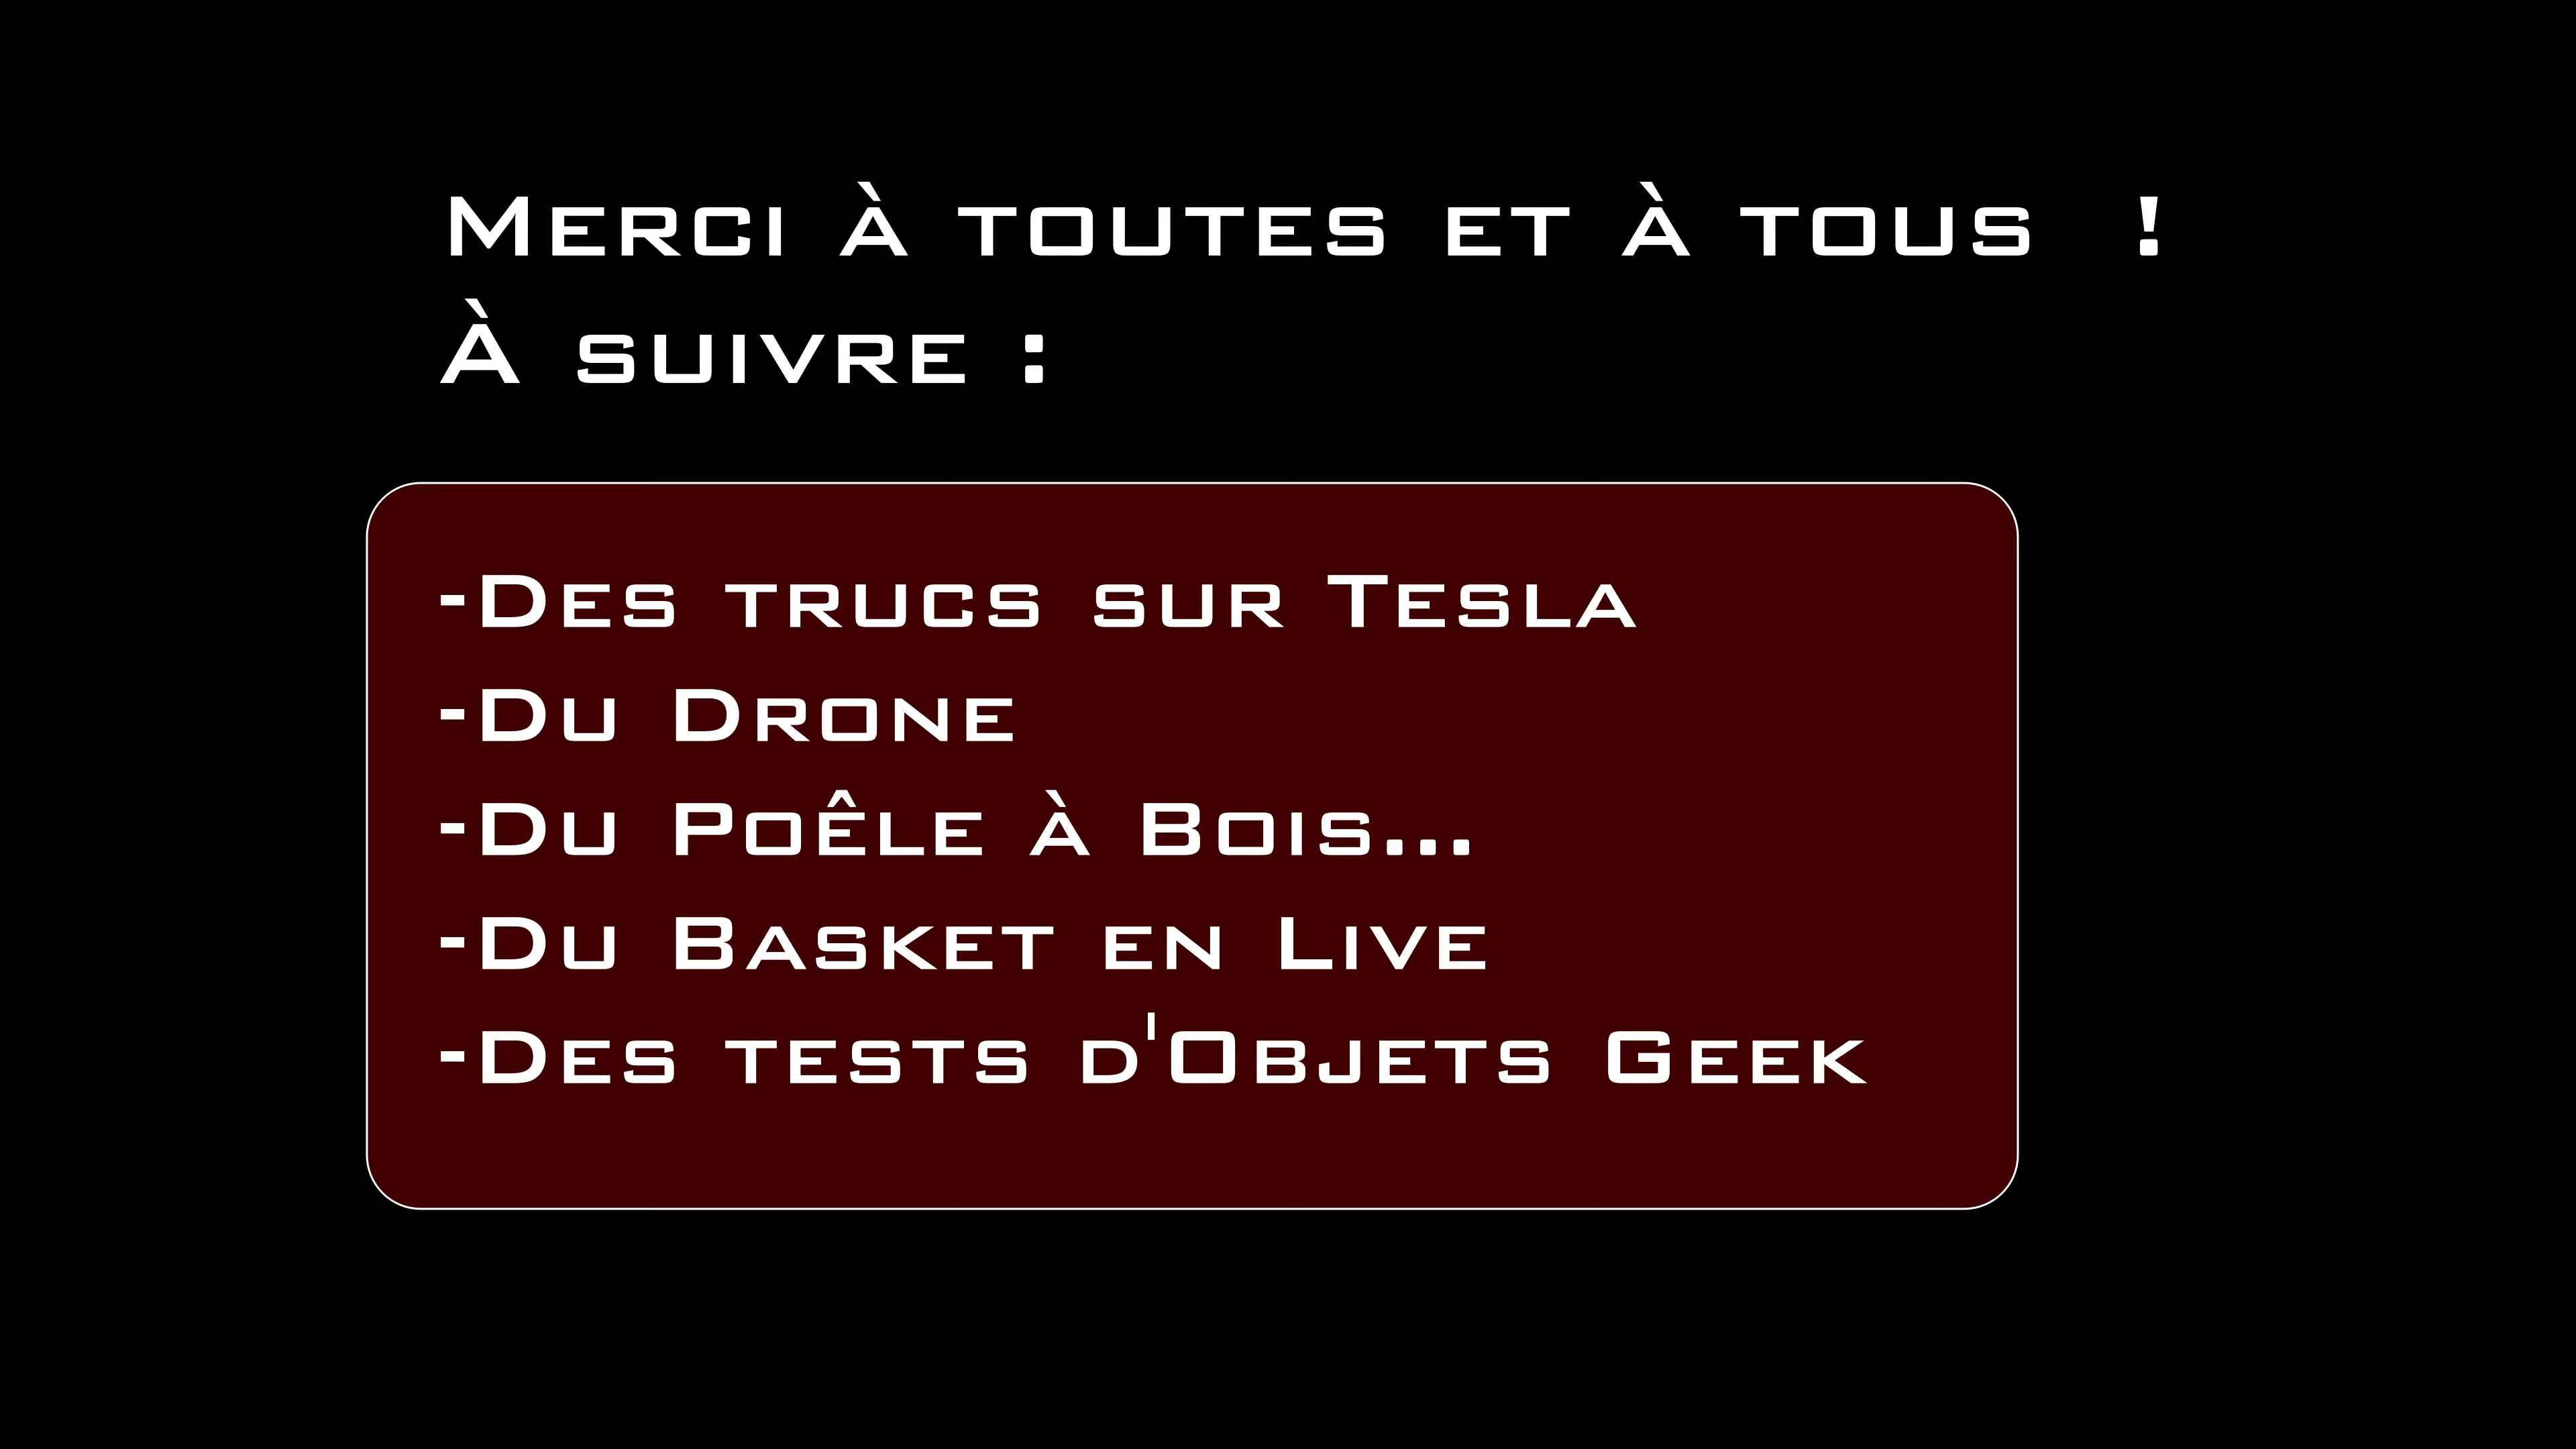 Merci à toutes et à tous !
À suivre :
-Des trucs sur Tesla
-Du Drone
-Du Poêle à Bois...
-Du Basket en Live
-Des tests d'Objets Geek